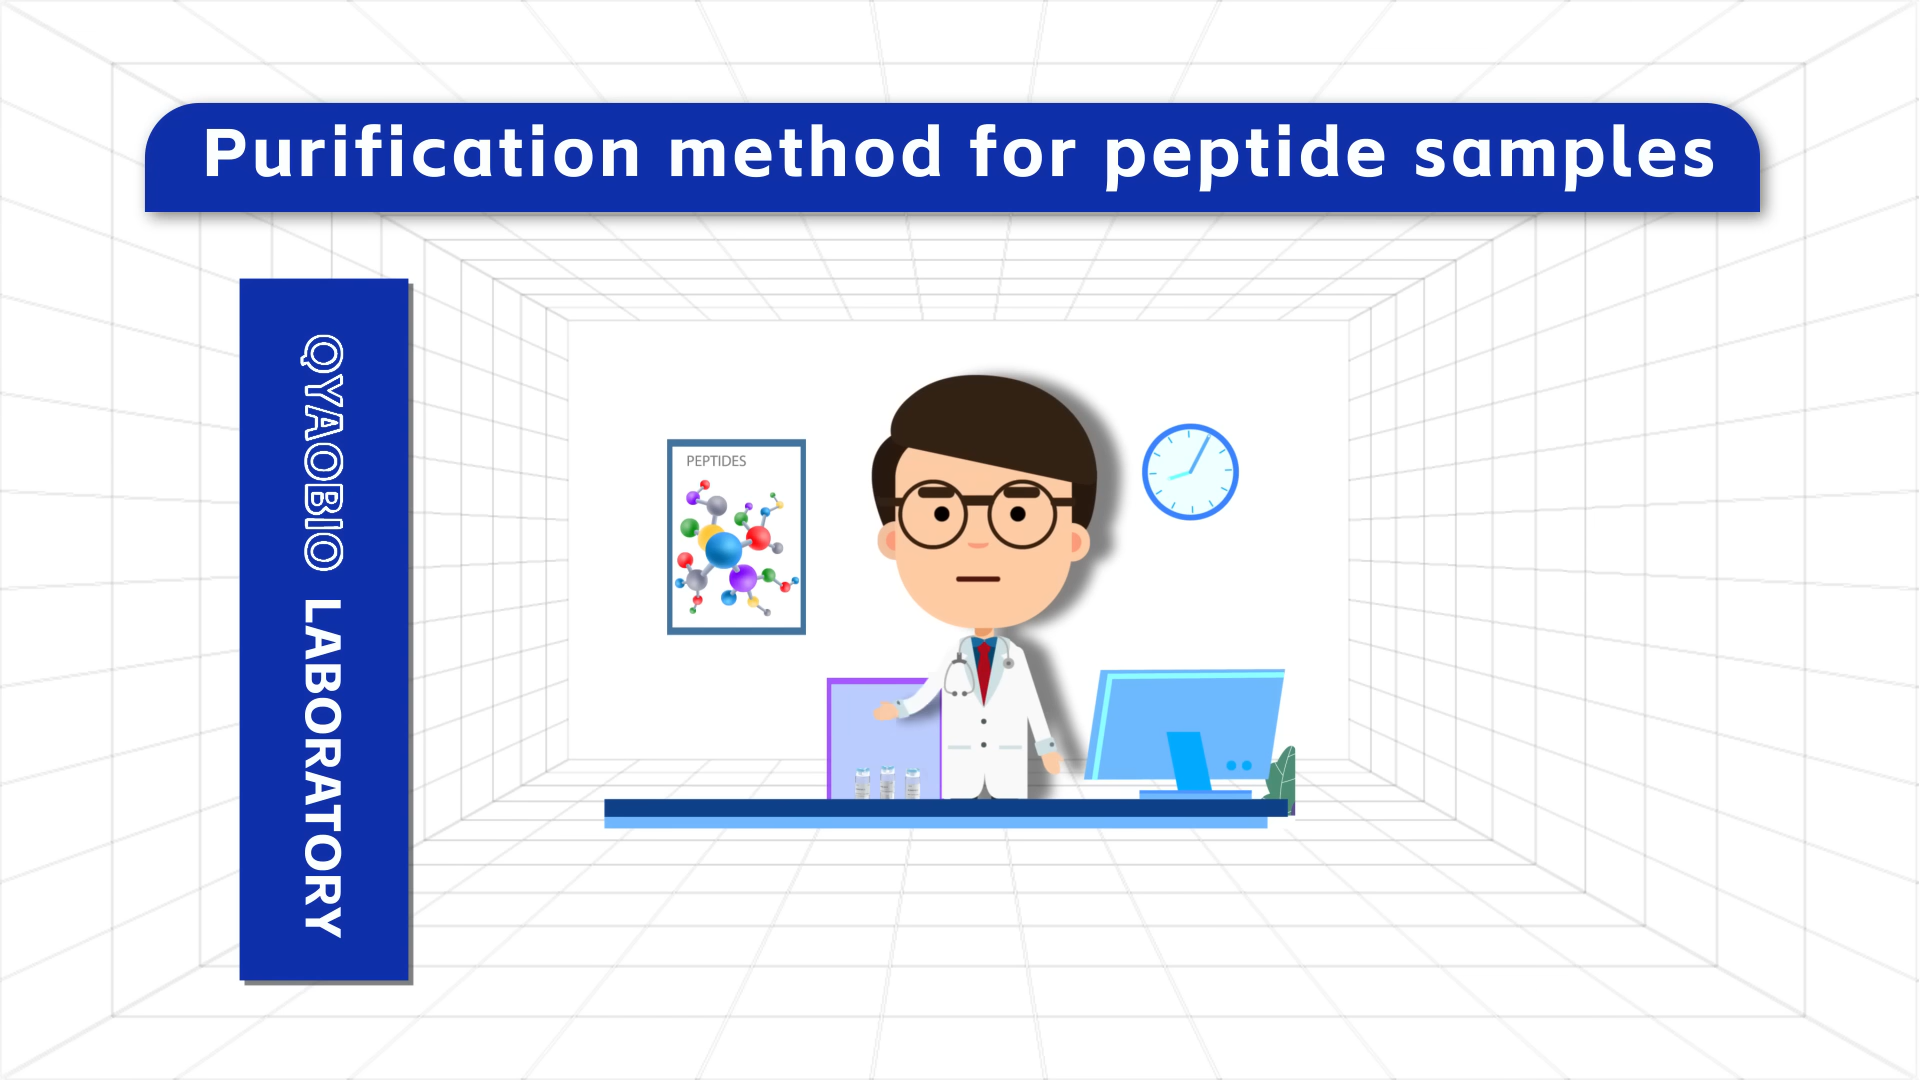 Purification method for peptide samples
QYAOBIO LABORATORY
PEPTIDES